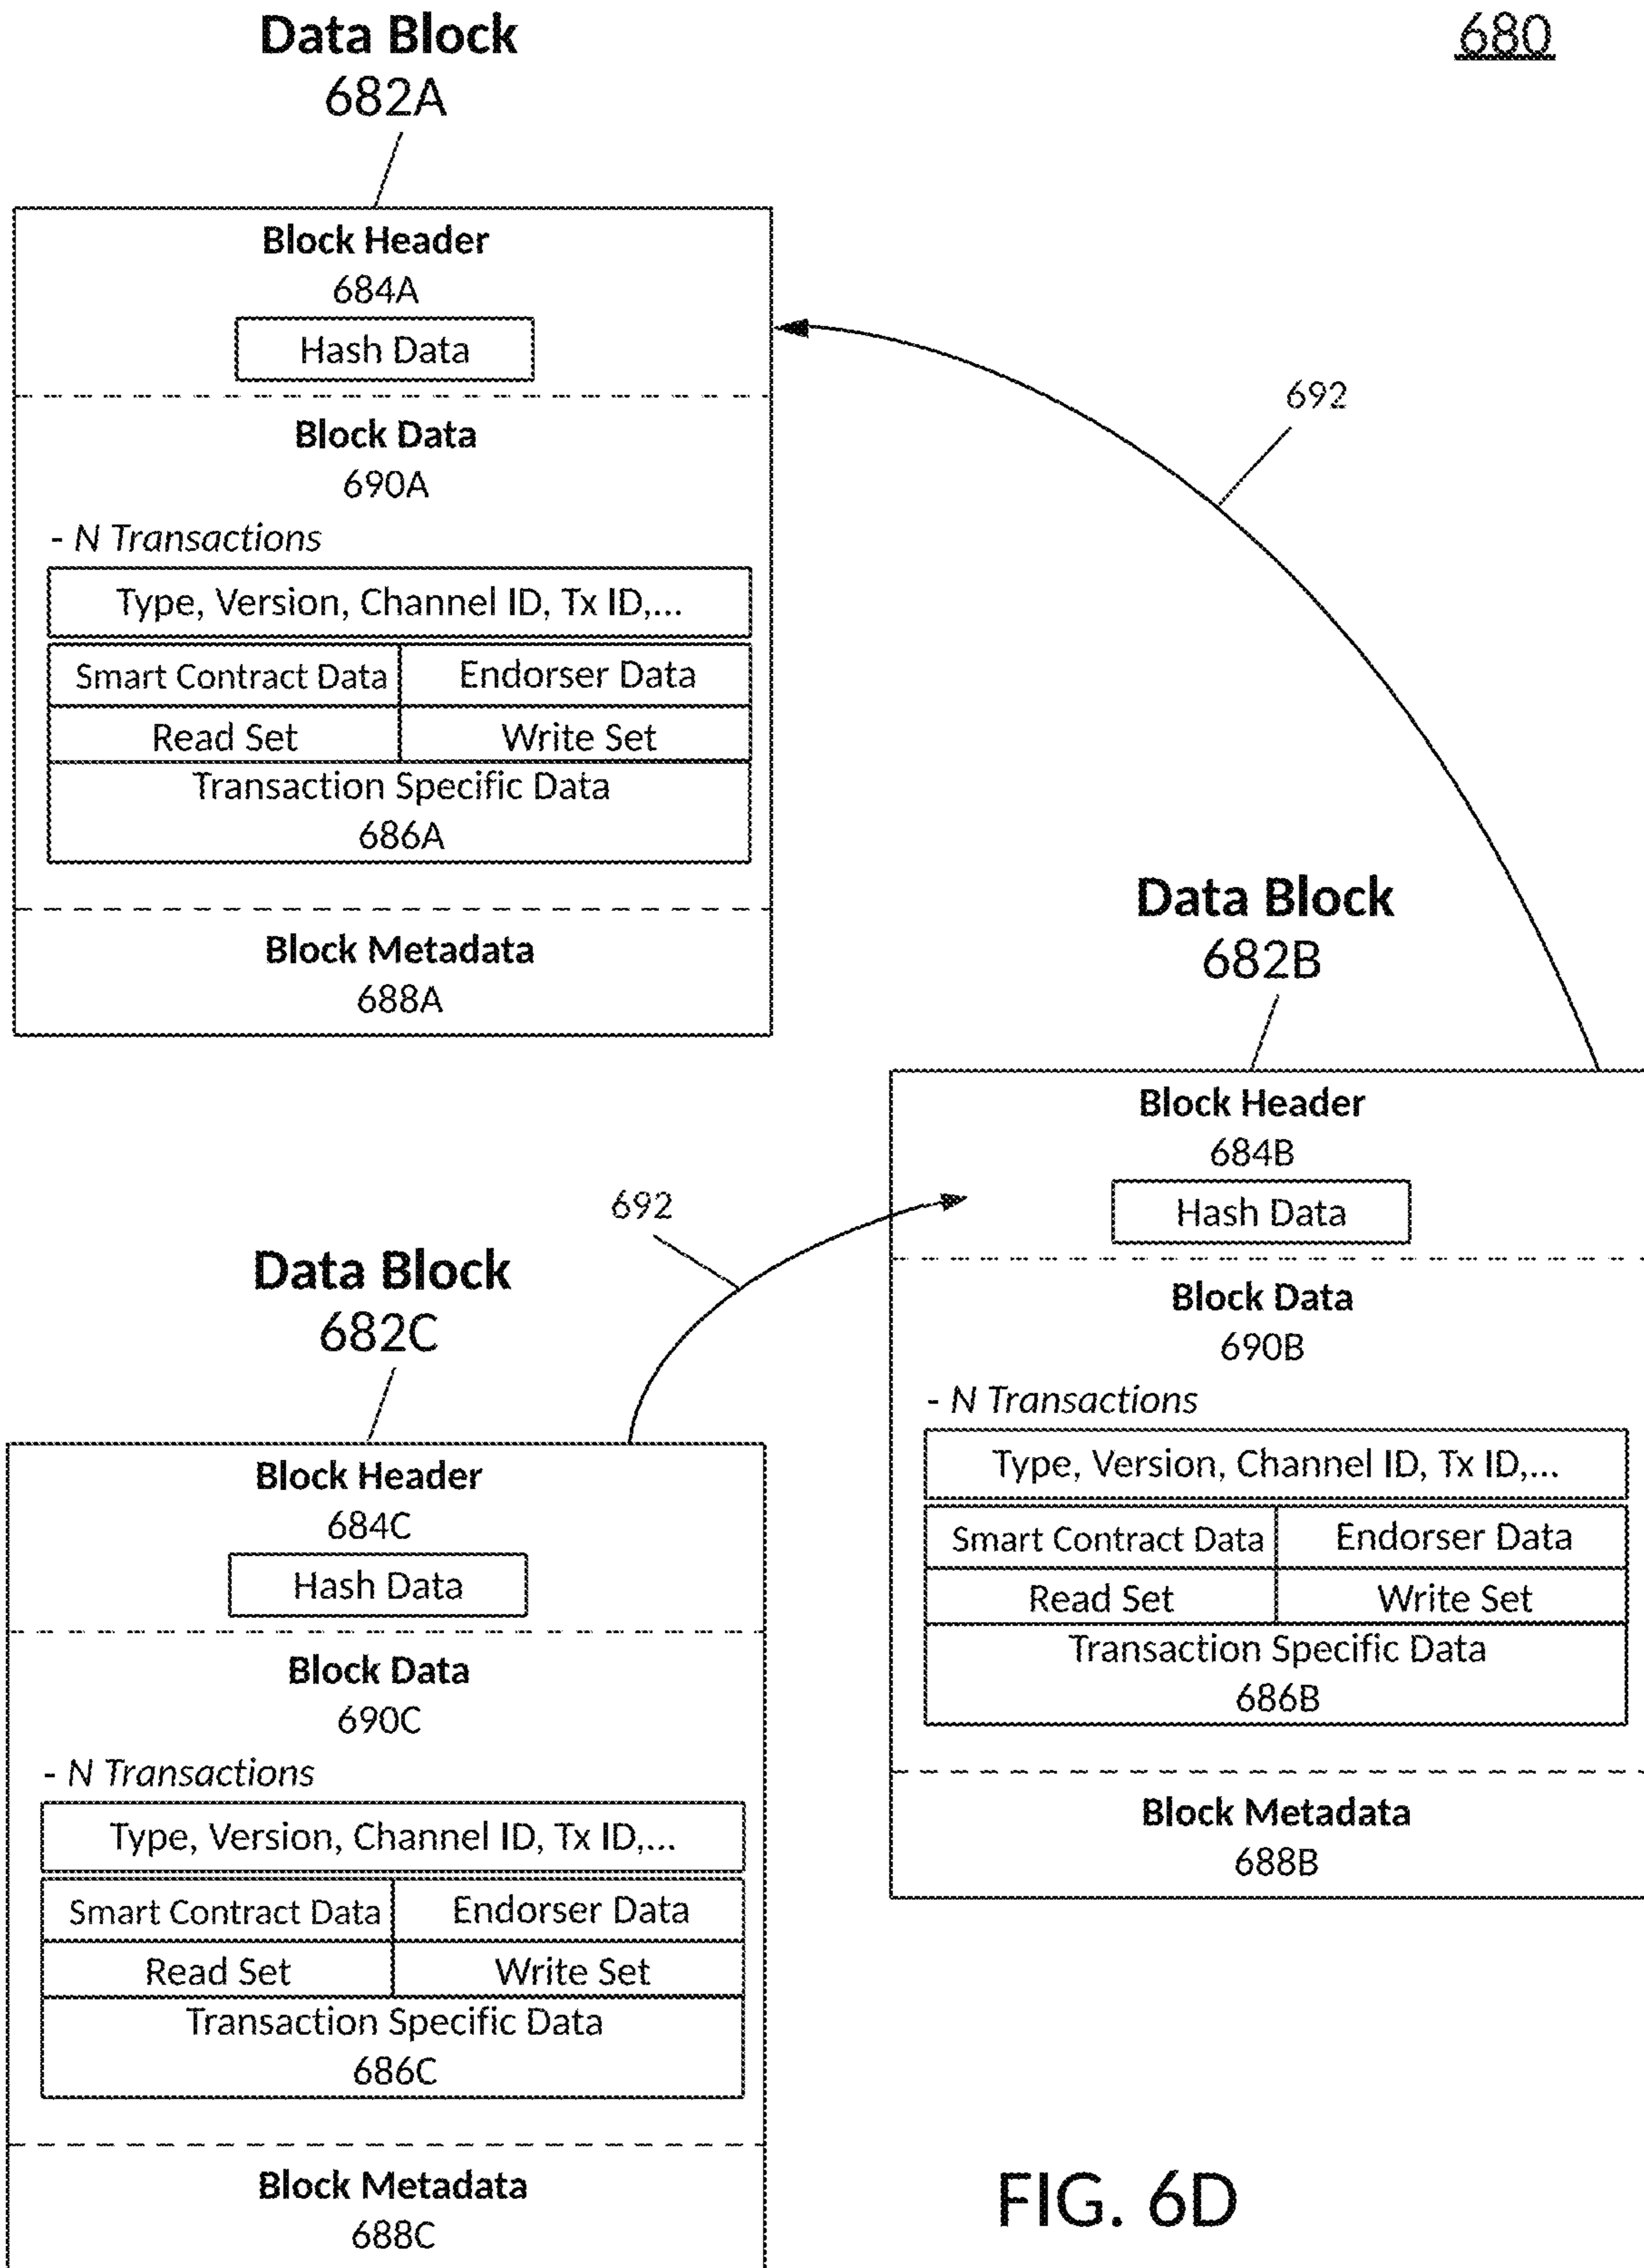 680
Data Block
682A
Block Header
684A
Hash Data
Block Data
690A
- N Transactions
Type, Version, Channel ID, Tx ID,...
Smart Contract Data
Endorser Data
Read Set
Write Set
Transaction Specific Data
686A
Block Metadata
688A
692
Data Block
682B
Block Header
684B
Hash Data
Block Data
690B
- N Transactions
Type, Version, Channel ID, Tx ID,...
Smart Contract Data
Endorser Data
Read Set
Write Set
Transaction Specific Data
686B
Block Metadata
688B
692
Data Block
682C
Block Header
684C
Hash Data
Block Data
690C
- N Transactions
Type, Version, Channel ID, Tx ID,...
Smart Contract Data
Endorser Data
Read Set
Write Set
Transaction Specific Data
686C
Block Metadata
688C
FIG. 6D